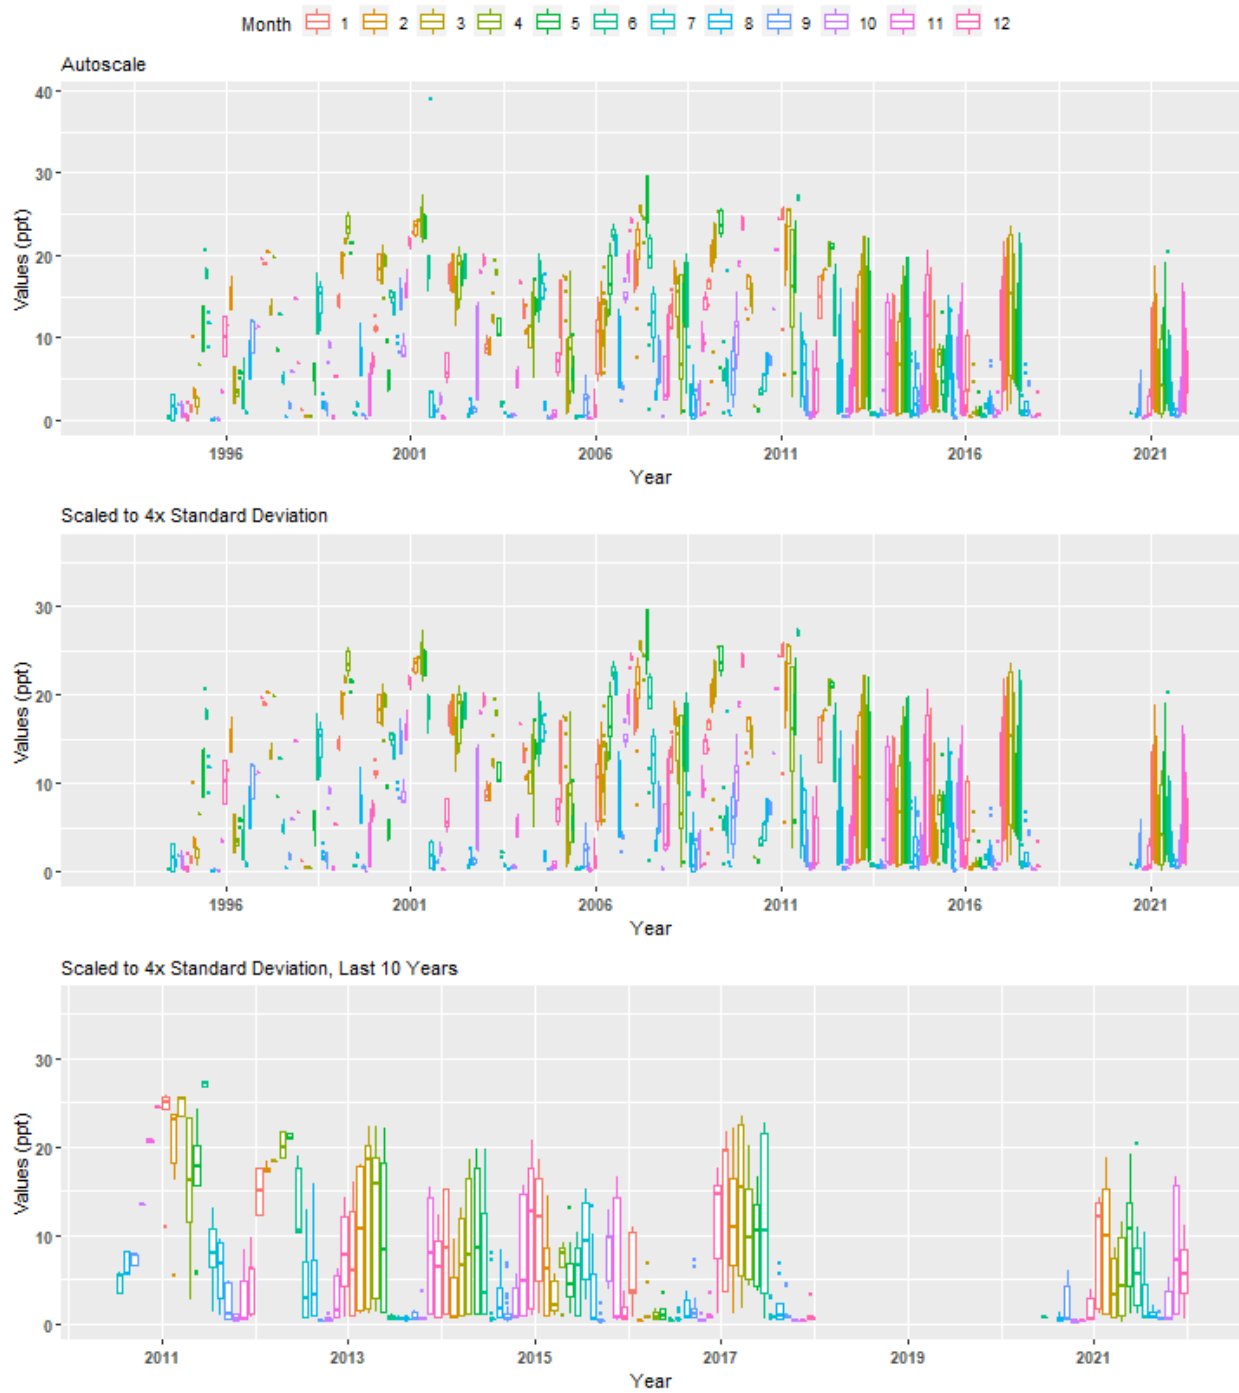 Month 1 2 3 4 5 6 7 8 9 10 11 12
Autoscale
40
30
20
10
0
Values (ppt)
1996 2001 2006 2011 2016 2021
Year
Scaled to 4x Standard Deviation
30
20
10
0
Values (ppt)
1996 2001 2006 2011 2016 2021
Year
Scaled to 4x Standard Deviation, Last 10 Years
30
20
10
0
Values (ppt)
2011 2013 2015 2017 2019 2021
Year